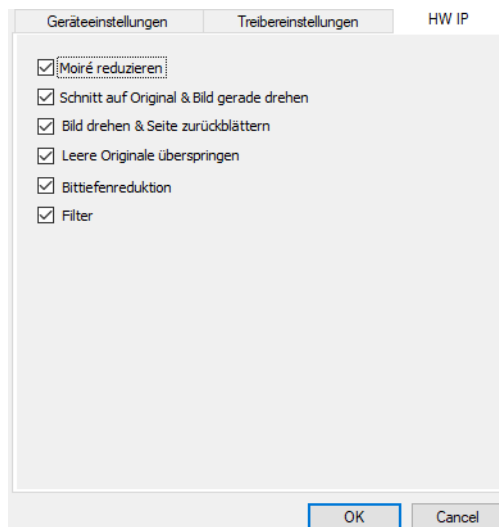 Geräteeinstellungen Treibereinstellungen HW IP
Moiré reduzieren
Schnitt auf Original & Bild gerade drehen
Bild drehen & Seite zurückblättern
Leere Originale überspringen
Bittiefenreduktion
Filter
OK Cancel